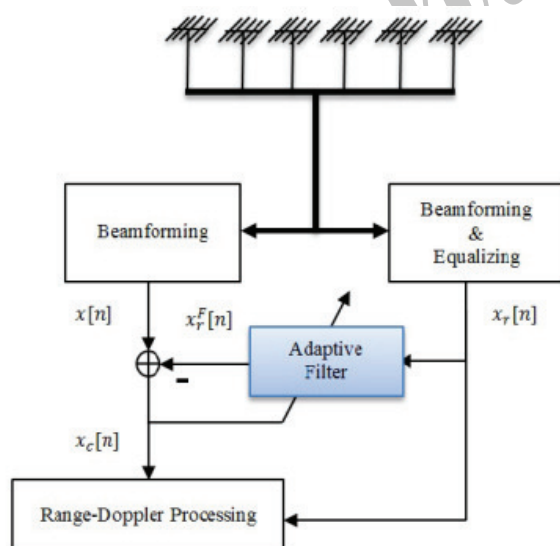 Beamforming
Beamforming
&
Equalizing
x[n]
x_r^F[n]
x_r[n]
Adaptive
Filter
-
x_c[n]
Range-Doppler Processing